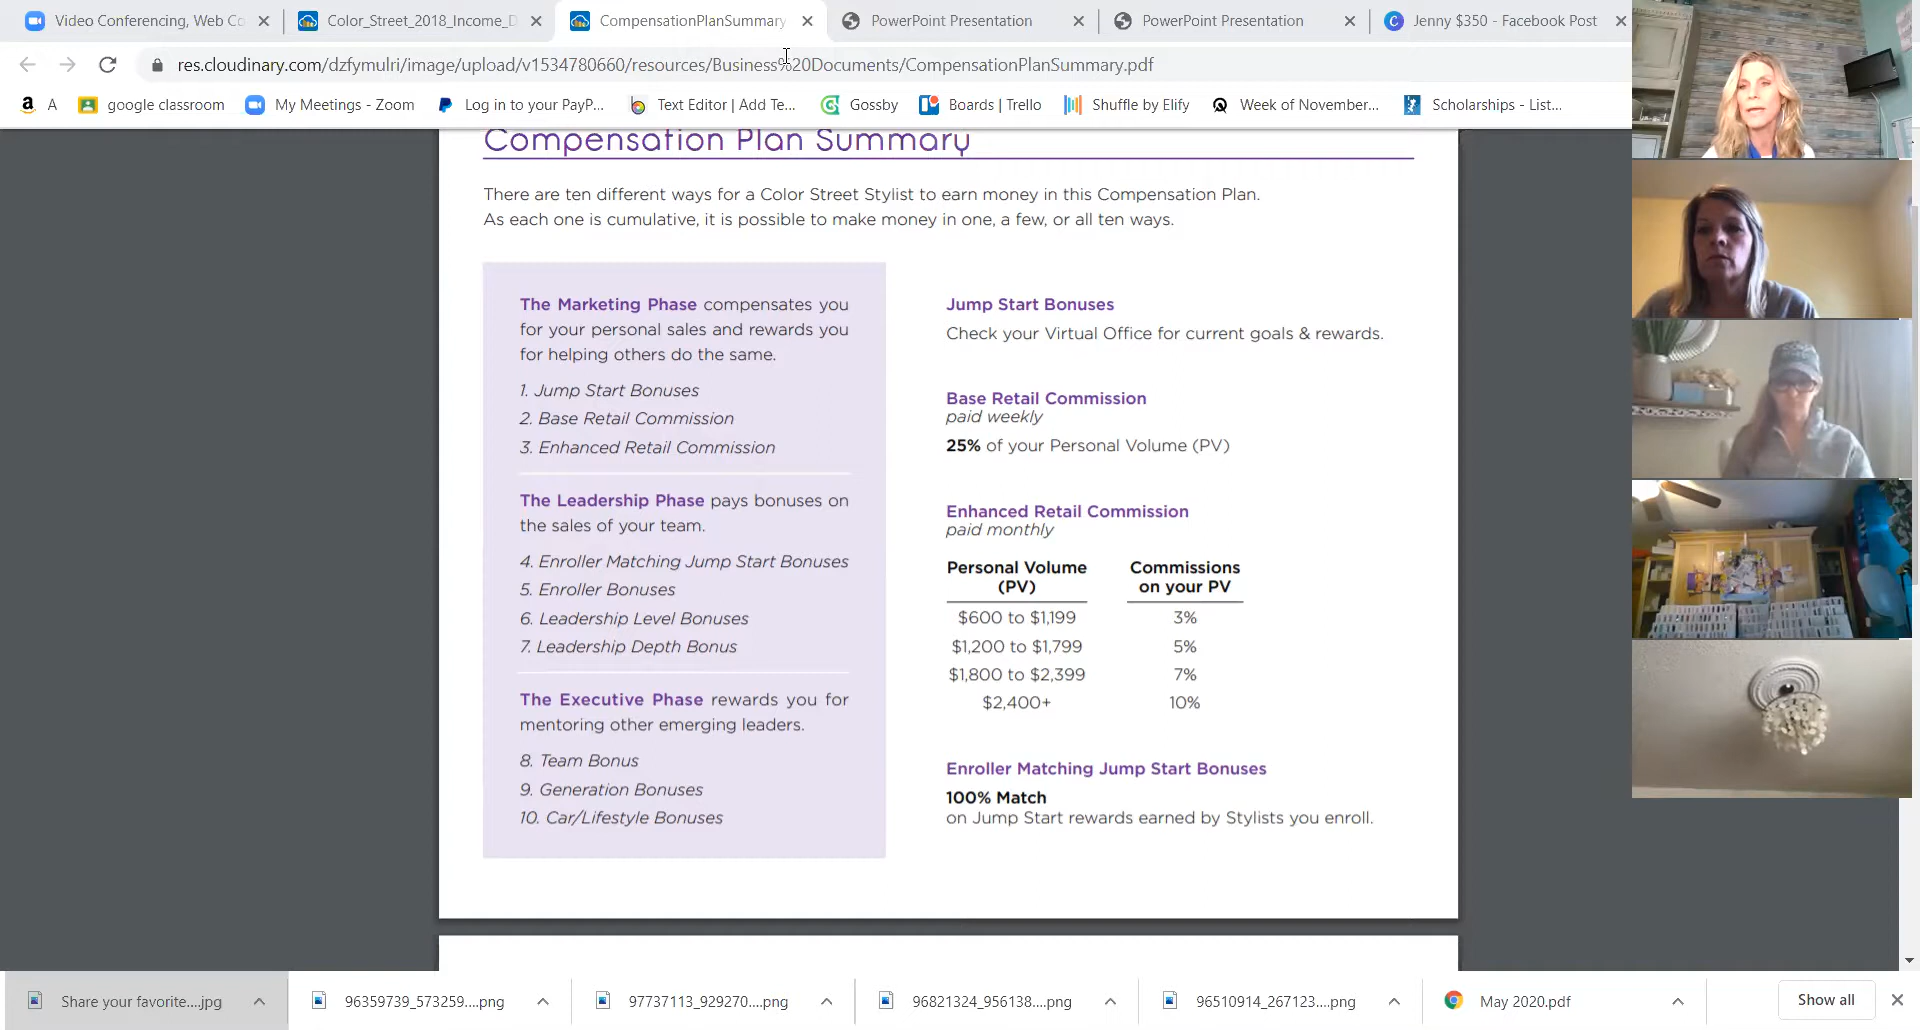 Video Conferencing, Web Co
Color_Street_2018_Income_D
CompensationPlanSummary
PowerPoint Presentation
PowerPoint Presentation
Jenny $350 - Facebook Post
res.cloudinary.com/dzfymulri/image/upload/v1534780660/resources/Business%20Documents/CompensationPlanSummary.pdf
A
google classroom
My Meetings - Zoom
Log in to your PayP...
Text Editor | Add Te...
Gossby
Boards | Trello
Shuffle by Elify
Week of November...
Scholarships - List...
Compensation Plan Summary
There are ten different ways for a Color Street Stylist to earn money in this Compensation Plan.
As each one is cumulative, it is possible to make money in one, a few, or all ten ways.
The Marketing Phase compensates you
for your personal sales and rewards you
for helping others do the same.
1. Jump Start Bonuses
2. Base Retail Commission
3. Enhanced Retail Commission
The Leadership Phase pays bonuses on
the sales of your team.
4. Enroller Matching Jump Start Bonuses
5. Enroller Bonuses
6. Leadership Level Bonuses
7. Leadership Depth Bonus
The Executive Phase rewards you for
mentoring other emerging leaders.
8. Team Bonus
9. Generation Bonuses
10. Car/Lifestyle Bonuses
Jump Start Bonuses
Check your Virtual Office for current goals & rewards.
Base Retail Commission
paid weekly
25% of your Personal Volume (PV)
Enhanced Retail Commission
paid monthly
Personal Volume (PV)
Commissions on your PV
$600 to $1,199 3%
$1,200 to $1,799 5%
$1,800 to $2,399 7%
$2,400+ 10%
Enroller Matching Jump Start Bonuses
100% Match
on Jump Start rewards earned by Stylists you enroll.
Share your favorite....jpg
96359739_573259....png
97737113_929270....png
96821324_956138....png
96510914_267123....png
May 2020.pdf
Show all